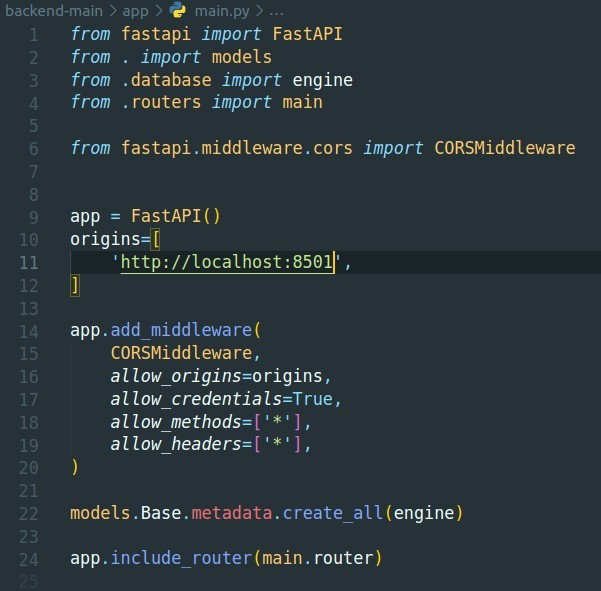 backend-main > app > main.py > ...
1 from fastapi import FastAPI
2 from . import models
3 from .database import engine
4 from .routers import main
5
6 from fastapi.middleware.cors import CORSMiddleware
7
8
9 app = FastAPI()
10 origins=[
11     'http://localhost:8501',
12 ]
13
14 app.add_middleware(
15     CORSMiddleware,
16     allow_origins=origins,
17     allow_credentials=True,
18     allow_methods=['*'],
19     allow_headers=['*'],
20 )
21
22 models.Base.metadata.create_all(engine)
23
24 app.include_router(main.router)
25